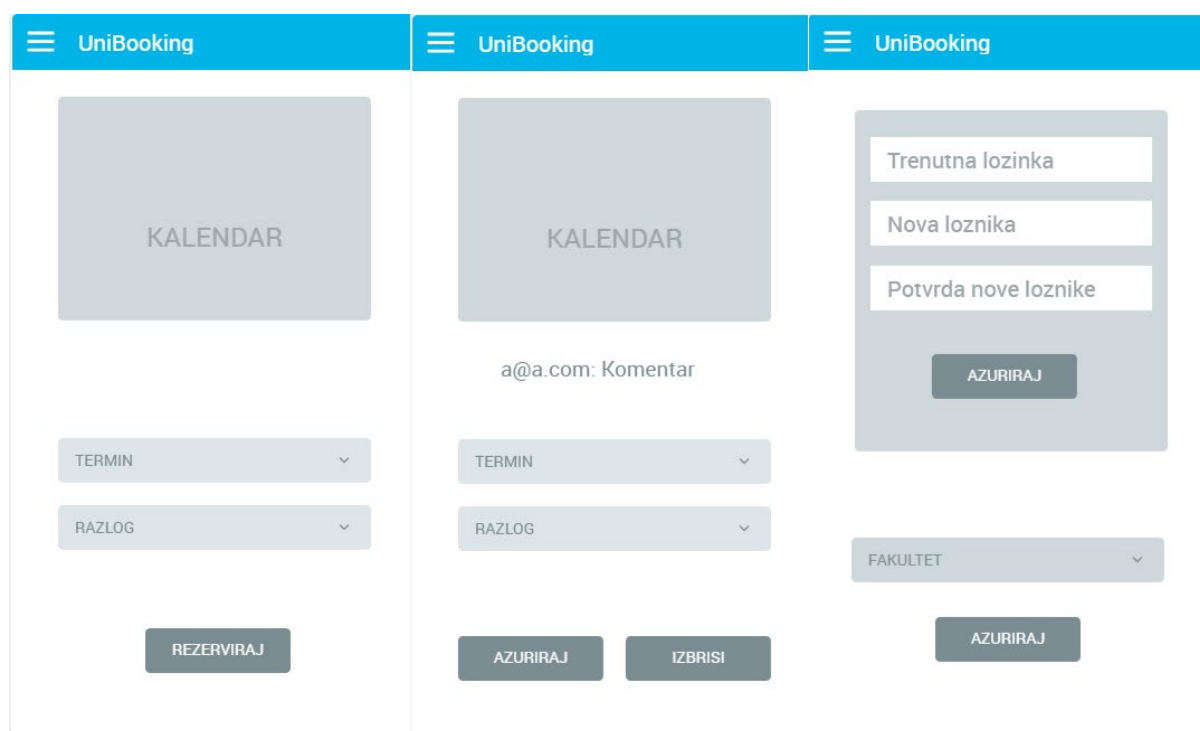 UniBooking
KALENDAR
TERMIN
RAZLOG
REZERVIRAJ
UniBooking
KALENDAR
a@a.com: Komentar
TERMIN
RAZLOG
AZURIRAJ
IZBRISI
UniBooking
Trenutna lozinka
Nova loznika
Potvrda nove loznike
AZURIRAJ
FAKULTET
AZURIRAJ